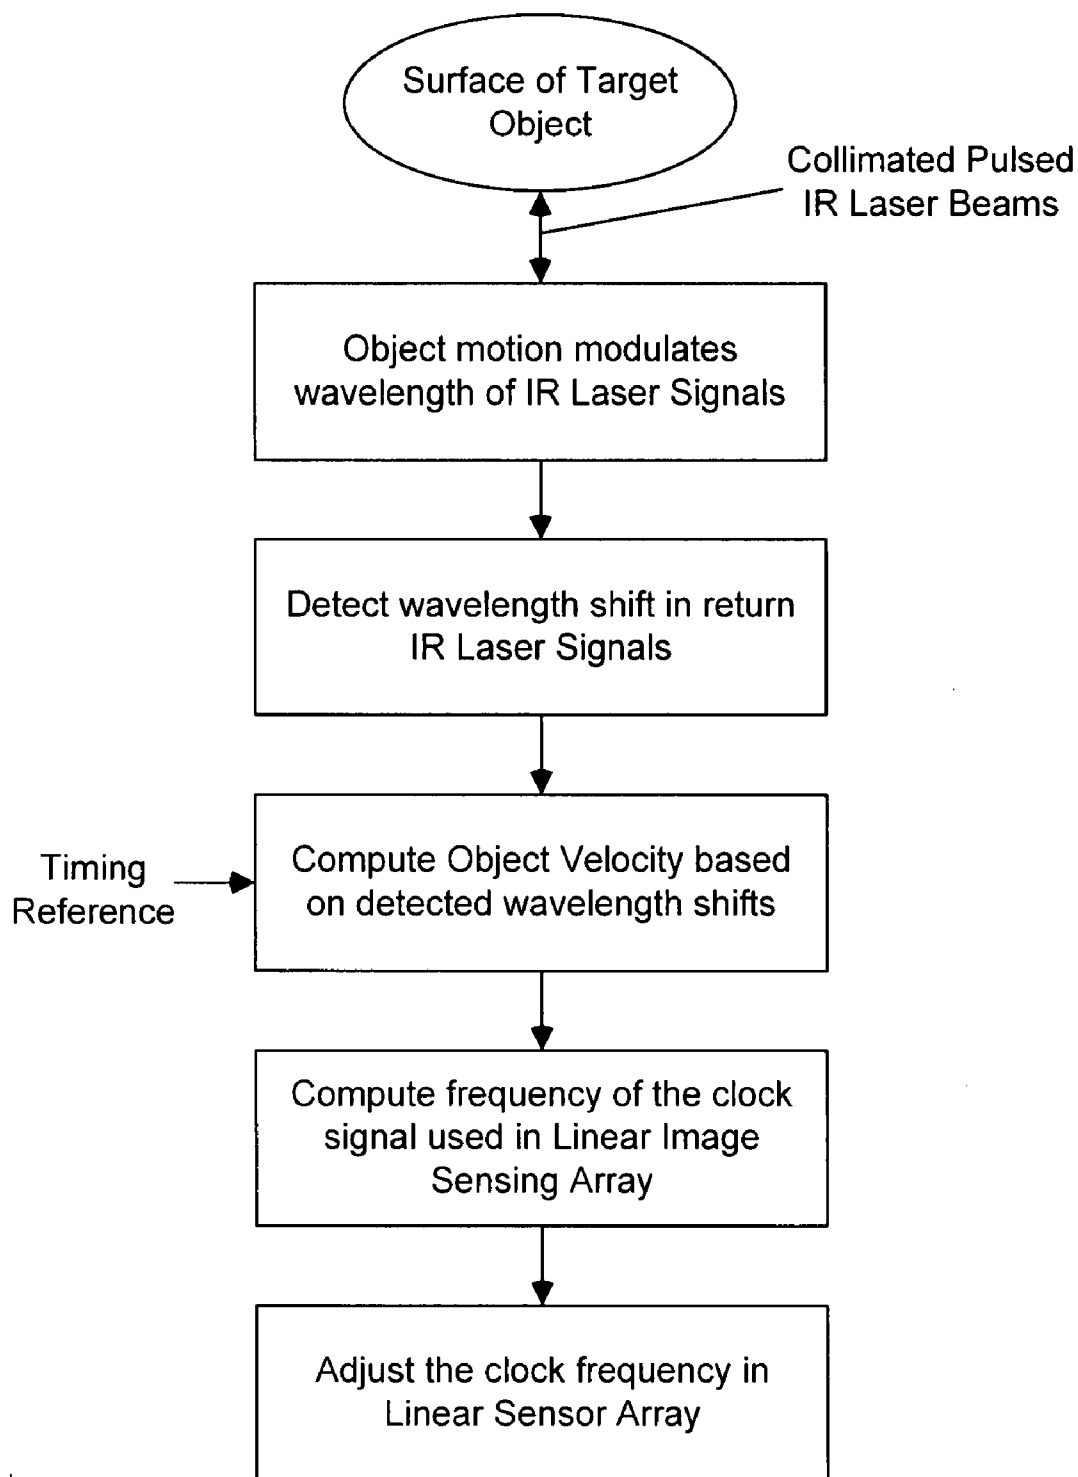 Surface of Target
Object
Collimated Pulsed
IR Laser Beams
Object motion modulates
wavelength of IR Laser Signals
Detect wavelength shift in return
IR Laser Signals
Timing
Reference
Compute Object Velocity based
on detected wavelength shifts
Compute frequency of the clock
signal used in Linear Image
Sensing Array
Adjust the clock frequency in
Linear Sensor Array